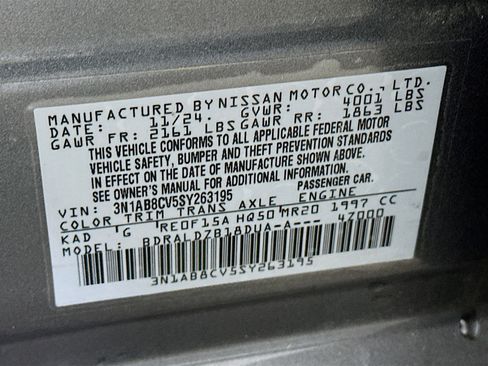 MANUFACTURED BY NISSAN MOTOR CO., LTD.
DATE: 11/24. GVWR: 4001 LBS
GAWR FR: 2161 LBS GAWR RR: 1863 LBS
THIS VEHICLE CONFORMS TO ALL APPLICABLE FEDERAL MOTOR
VEHICLE SAFETY, BUMPER AND THEFT PREVENTION STANDARDS
IN EFFECT ON THE DATE OF MANUFACTURE SHOWN ABOVE.
SEE OWNER'S MANUAL FOR ADDITIONAL INFORMATION.
VIN: 3N1AB8CV5SY263195 PASSENGER CAR.
COLOR TRIM TRANS AXLE ENGINE
KAD G RE0F15A HQ50 MR20 1997 CC
MODEL: BDRALDZB18DUA-A--- 47000
3N1AB8CV5SY263195